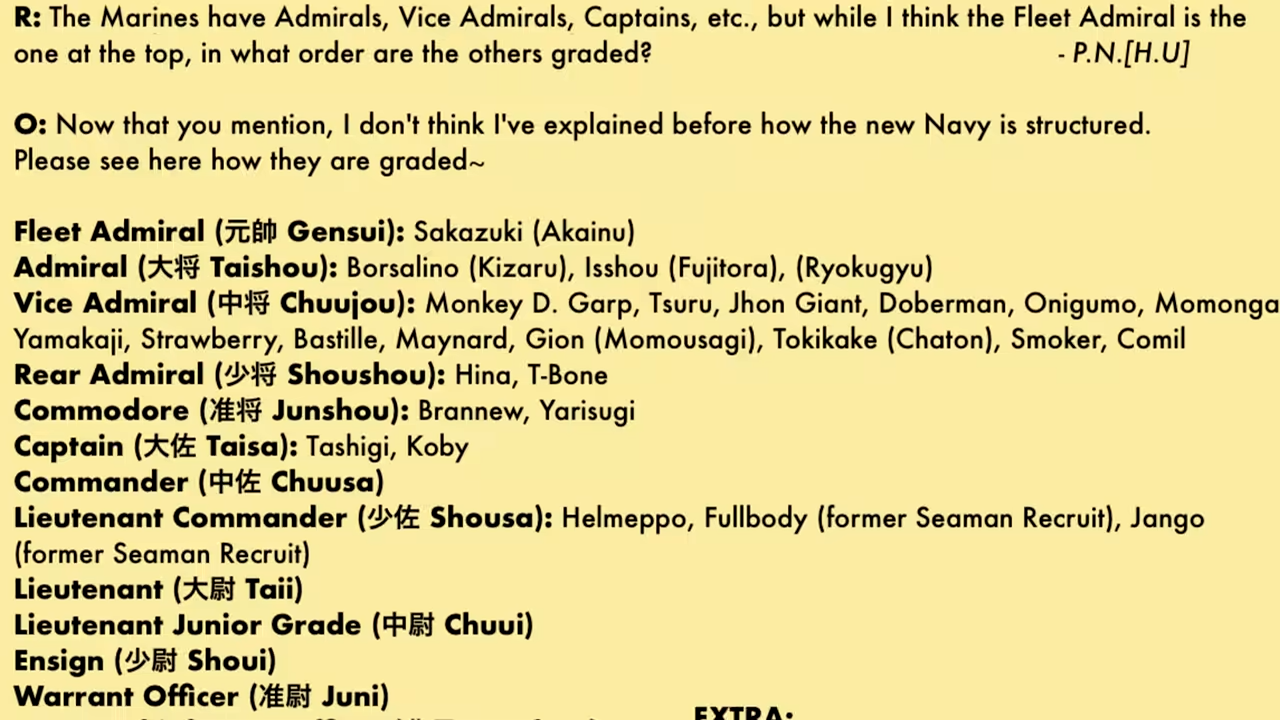 R: The Marines have Admirals, Vice Admirals, Captains, etc., but while I think the Fleet Admiral is the
one at the top, in what order are the others graded? - P.N.[H.U]
O: Now that you mention, I don't think I've explained before how the new Navy is structured.
Please see here how they are graded~
Fleet Admiral (元帥 Gensui): Sakazuki (Akainu)
Admiral (大将 Taishou): Borsalino (Kizaru), Isshou (Fujitora), (Ryokugyu)
Vice Admiral (中将 Chuujou): Monkey D. Garp, Tsuru, Jhon Giant, Doberman, Onigumo, Momonga
Yamakaji, Strawberry, Bastille, Maynard, Gion (Momousagi), Tokikake (Chaton), Smoker, Comil
Rear Admiral (少将 Shoushou): Hina, T-Bone
Commodore (准将 Junshou): Brannew, Yarisugi
Captain (大佐 Taisa): Tashigi, Koby
Commander (中佐 Chuusa)
Lieutenant Commander (少佐 Shousa): Helmeppo, Fullbody (former Seaman Recruit), Jango
(former Seaman Recruit)
Lieutenant (大尉 Taii)
Lieutenant Junior Grade (中尉 Chuui)
Ensign (少尉 Shoui)
Warrant Officer (准尉 Juni)
EXTRA: